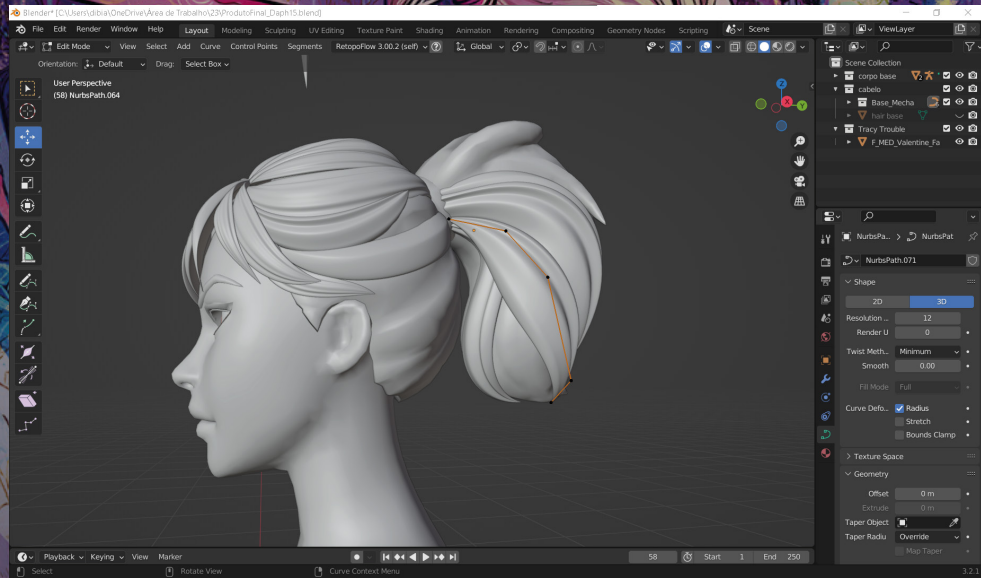 Blender* [C:\Users\dibia\OneDrive\Área de Trabalho\23\ProdutoFinal_Daph15.blend]
File Edit Render Window Help Layout Modeling Sculpting UV Editing Texture Paint Shading Animation Rendering Compositing Geometry Nodes Scripting Scene ViewLayer
Edit Mode View Select Add Curve Control Points Segments RetopoFlow 3.00.2 (self) Global
Orientation: Default Drag: Select Box
User Perspective
(58) NurbsPath.064
Z
X
Y
Scene Collection
corpo base
cabelo
Base_Mecha
hair base
Tracy Trouble
F_MED_Valentine_Fa
NurbsPa... > NurbsPat
NurbsPath.071
Shape
2D 3D
Resolution ... 12
Render U 0
Twist Meth... Minimum
Smooth 0.00
Fill Mode Full
Curve Defo... Radius
Stretch
Bounds Clamp
Texture Space
Geometry
Offset 0 m
Extrude 0 m
Taper Object
Taper Radiu Override
Map Taper
Playback Keying View Marker 58 Start 1 End 250
Select Rotate View Curve Context Menu 3.2.1